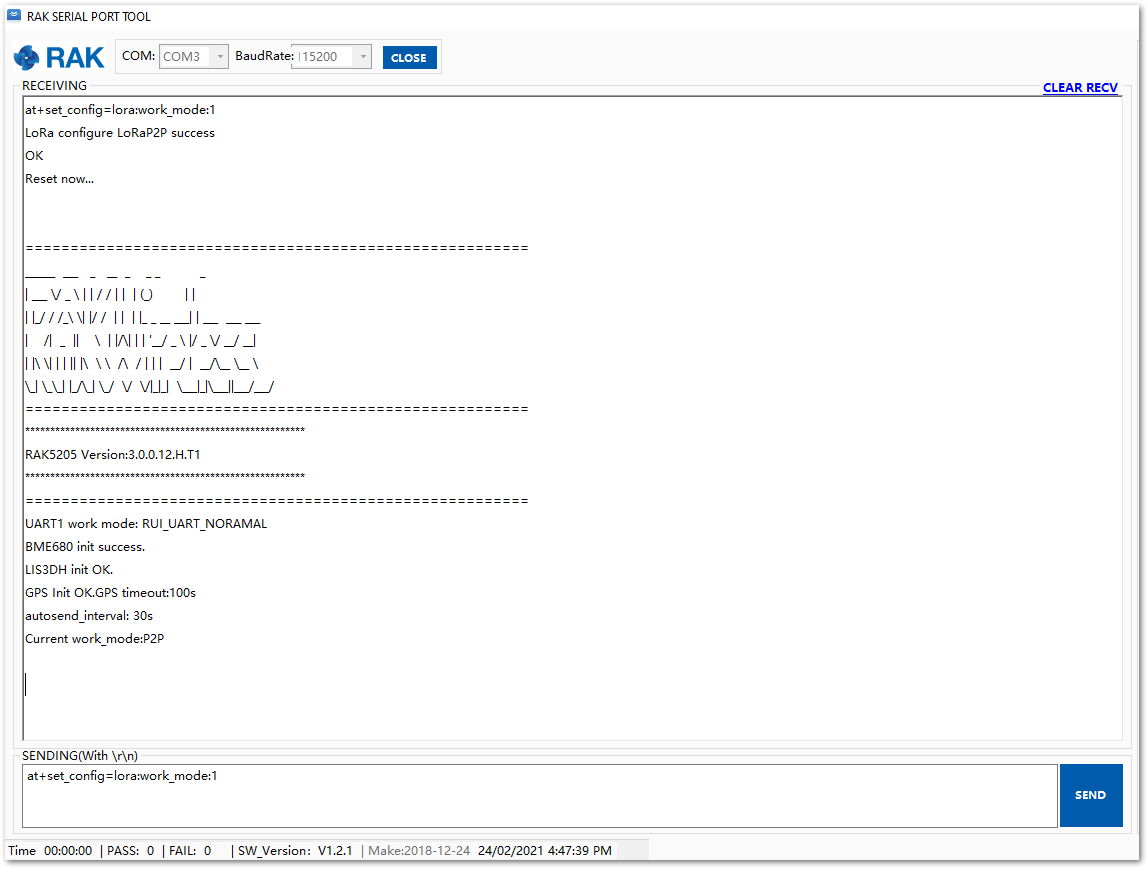 RAK SERIAL PORT TOOL
RAK COM: COM3 BaudRate: 115200 CLOSE
RECEIVING
CLEAR RECV
at+set_config=lora:work_mode:1
LoRa configure LoRaP2P success
OK
Reset now...
========================================================
========================================================
********************************************************
RAK5205 Version:3.0.0.12.H.T1
********************************************************
========================================================
UART1 work mode: RUI_UART_NORAMAL
BME680 init success.
LIS3DH init OK.
GPS Init OK.GPS timeout:100s
autosend_interval: 30s
Current work_mode:P2P
SENDING(With \r\n)
at+set_config=lora:work_mode:1
SEND
Time 00:00:00 | PASS: 0 | FAIL: 0 | SW_Version: V1.2.1 | Make:2018-12-24 24/02/2021 4:47:39 PM